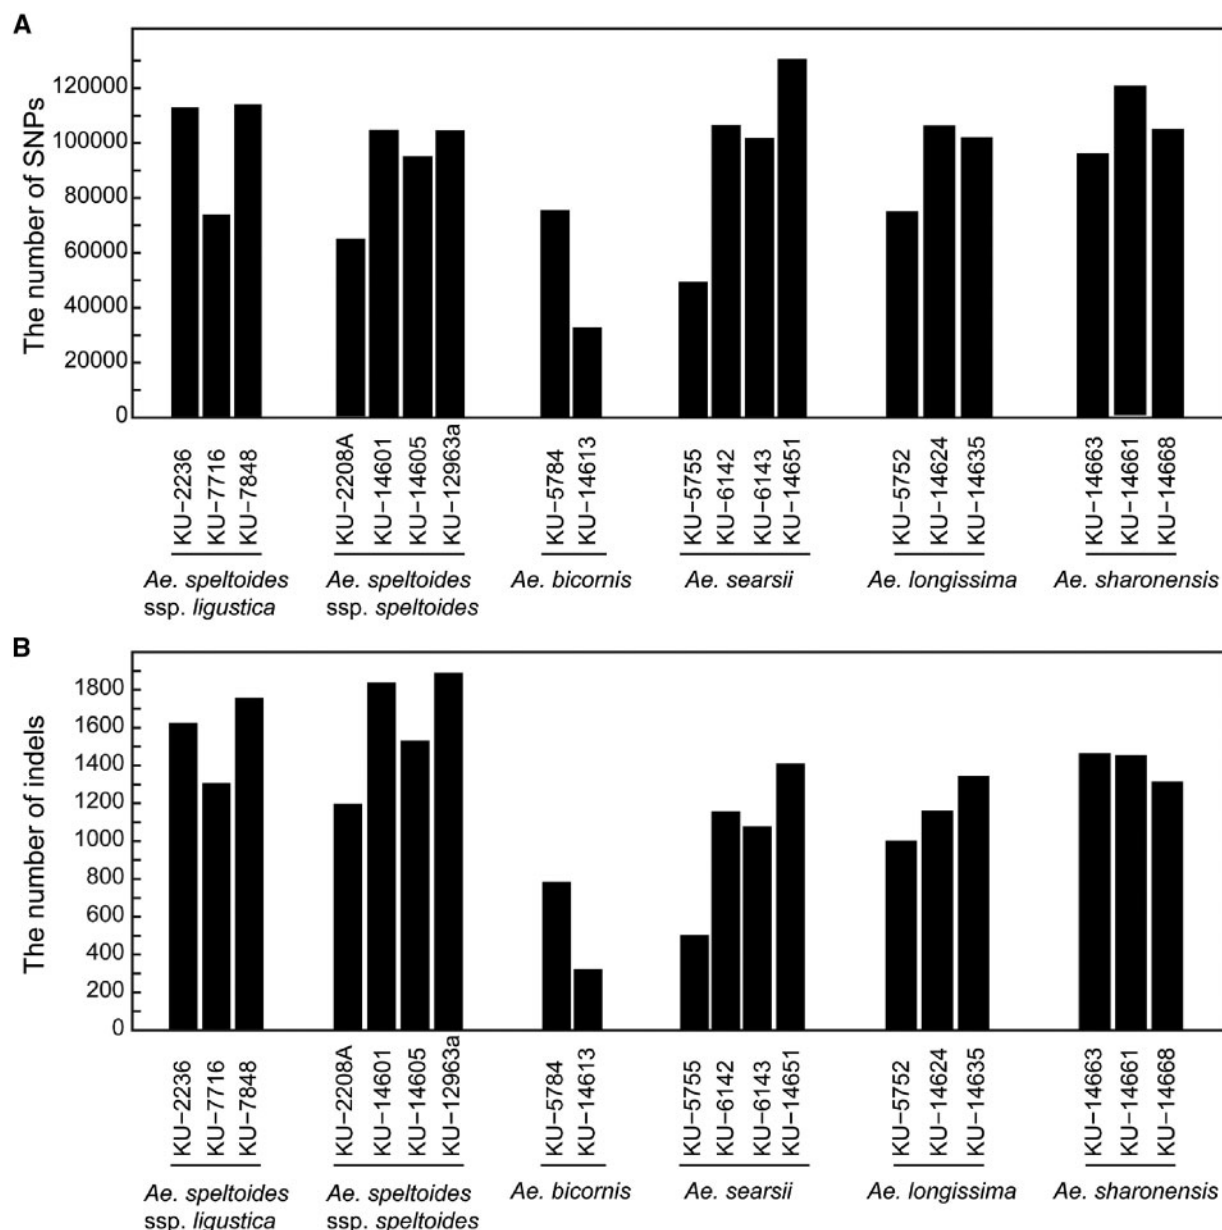 A
The number of SNPs
120000
100000
80000
60000
40000
20000
0
KU−2236
KU−7716
KU−7848
KU−2208A
KU−14601
KU−14605
KU−12963a
KU−5784
KU−14613
KU−5755
KU−6142
KU−6143
KU−14651
KU−5752
KU−14624
KU−14635
KU−14663
KU−14661
KU−14668
Ae. speltoides
ssp. ligustica
Ae. speltoides
ssp. speltoides
Ae. bicornis
Ae. searsii
Ae. longissima
Ae. sharonensis
B
The number of indels
1800
1600
1400
1200
1000
800
600
400
200
0
KU−2236
KU−7716
KU−7848
KU−2208A
KU−14601
KU−14605
KU−12963a
KU−5784
KU−14613
KU−5755
KU−6142
KU−6143
KU−14651
KU−5752
KU−14624
KU−14635
KU−14663
KU−14661
KU−14668
Ae. speltoides
ssp. ligustica
Ae. speltoides
ssp. speltoides
Ae. bicornis
Ae. searsii
Ae. longissima
Ae. sharonensis